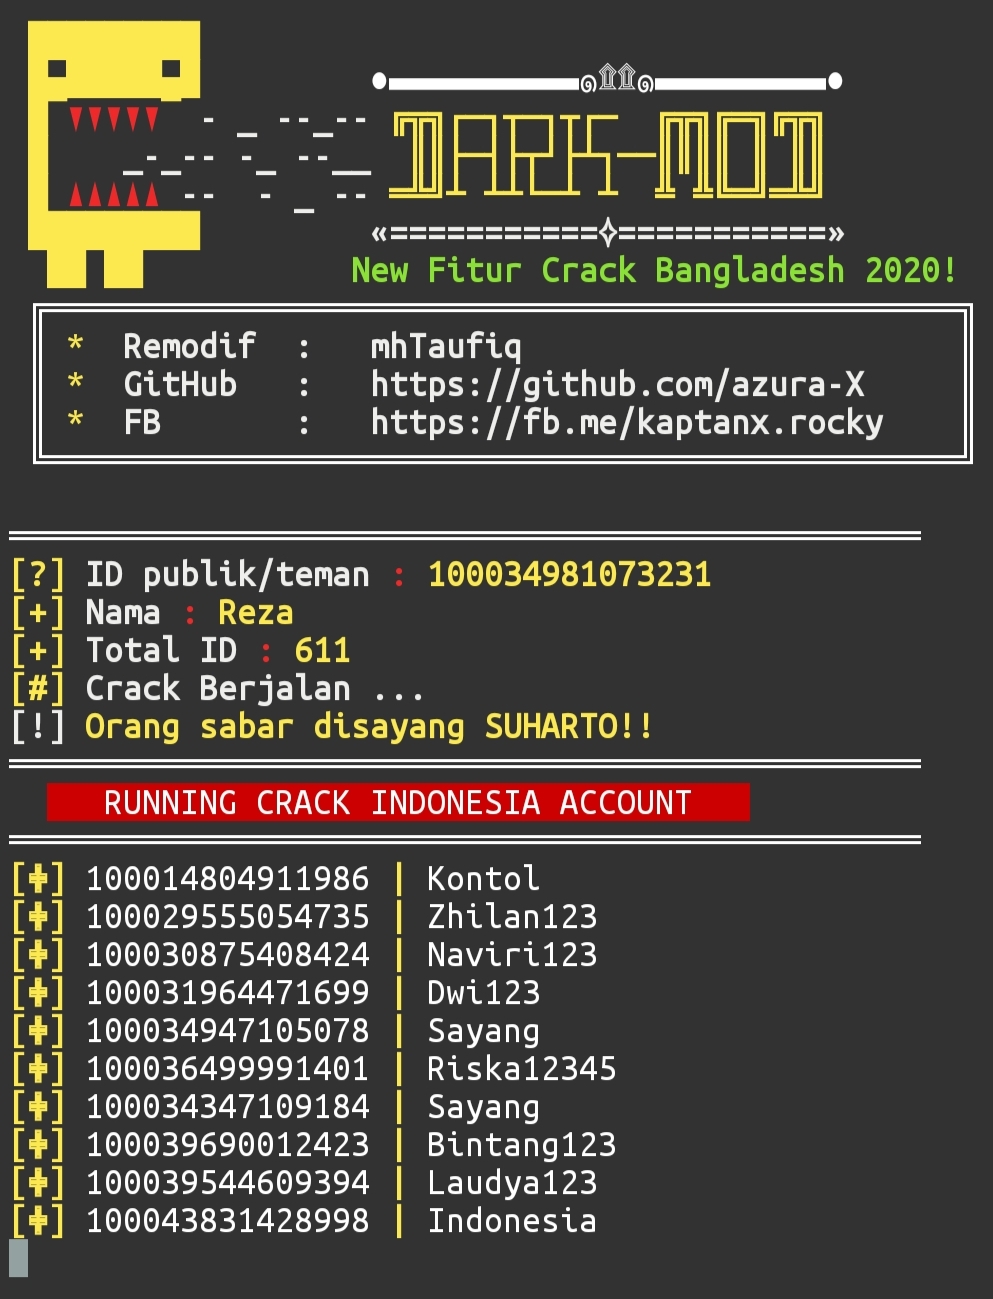 DARK-MOD
«===========✧===========»
New Fitur Crack Bangladesh 2020!
* Remodif : mhTaufiq
* GitHub : https://github.com/azura-X
* FB : https://fb.me/kaptanx.rocky
[?] ID publik/teman : 100034981073231
[+] Nama : Reza
[+] Total ID : 611
[#] Crack Berjalan ...
[!] Orang sabar disayang SUHARTO!!
RUNNING CRACK INDONESIA ACCOUNT
[╋] 100014804911986 | Kontol
[╋] 100029555054735 | Zhilan123
[╋] 100030875408424 | Naviri123
[╋] 100031964471699 | Dwi123
[╋] 100034947105078 | Sayang
[╋] 100036499991401 | Riska12345
[╋] 100034347109184 | Sayang
[╋] 100039690012423 | Bintang123
[╋] 100039544609394 | Laudya123
[╋] 100043831428998 | Indonesia